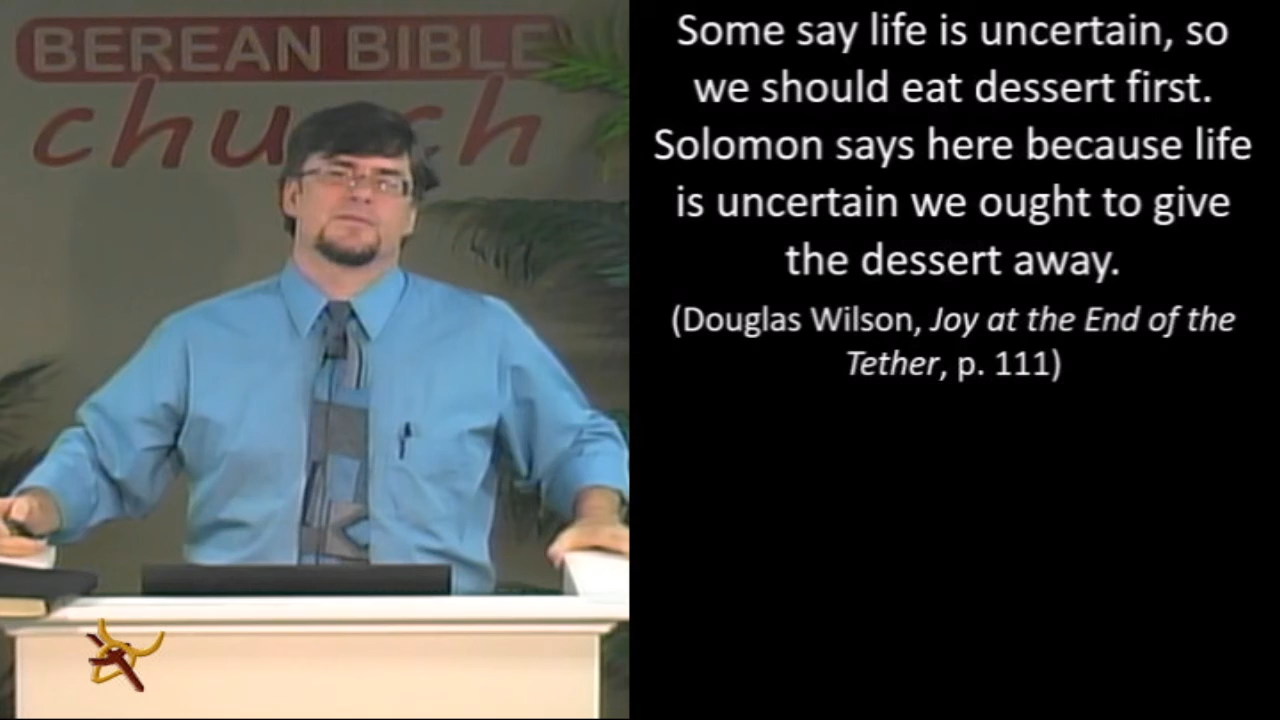 BEREAN BIBLE
church
Some say life is uncertain, so
we should eat dessert first.
Solomon says here because life
is uncertain we ought to give
the dessert away.
(Douglas Wilson, Joy at the End of the
Tether, p. 111)